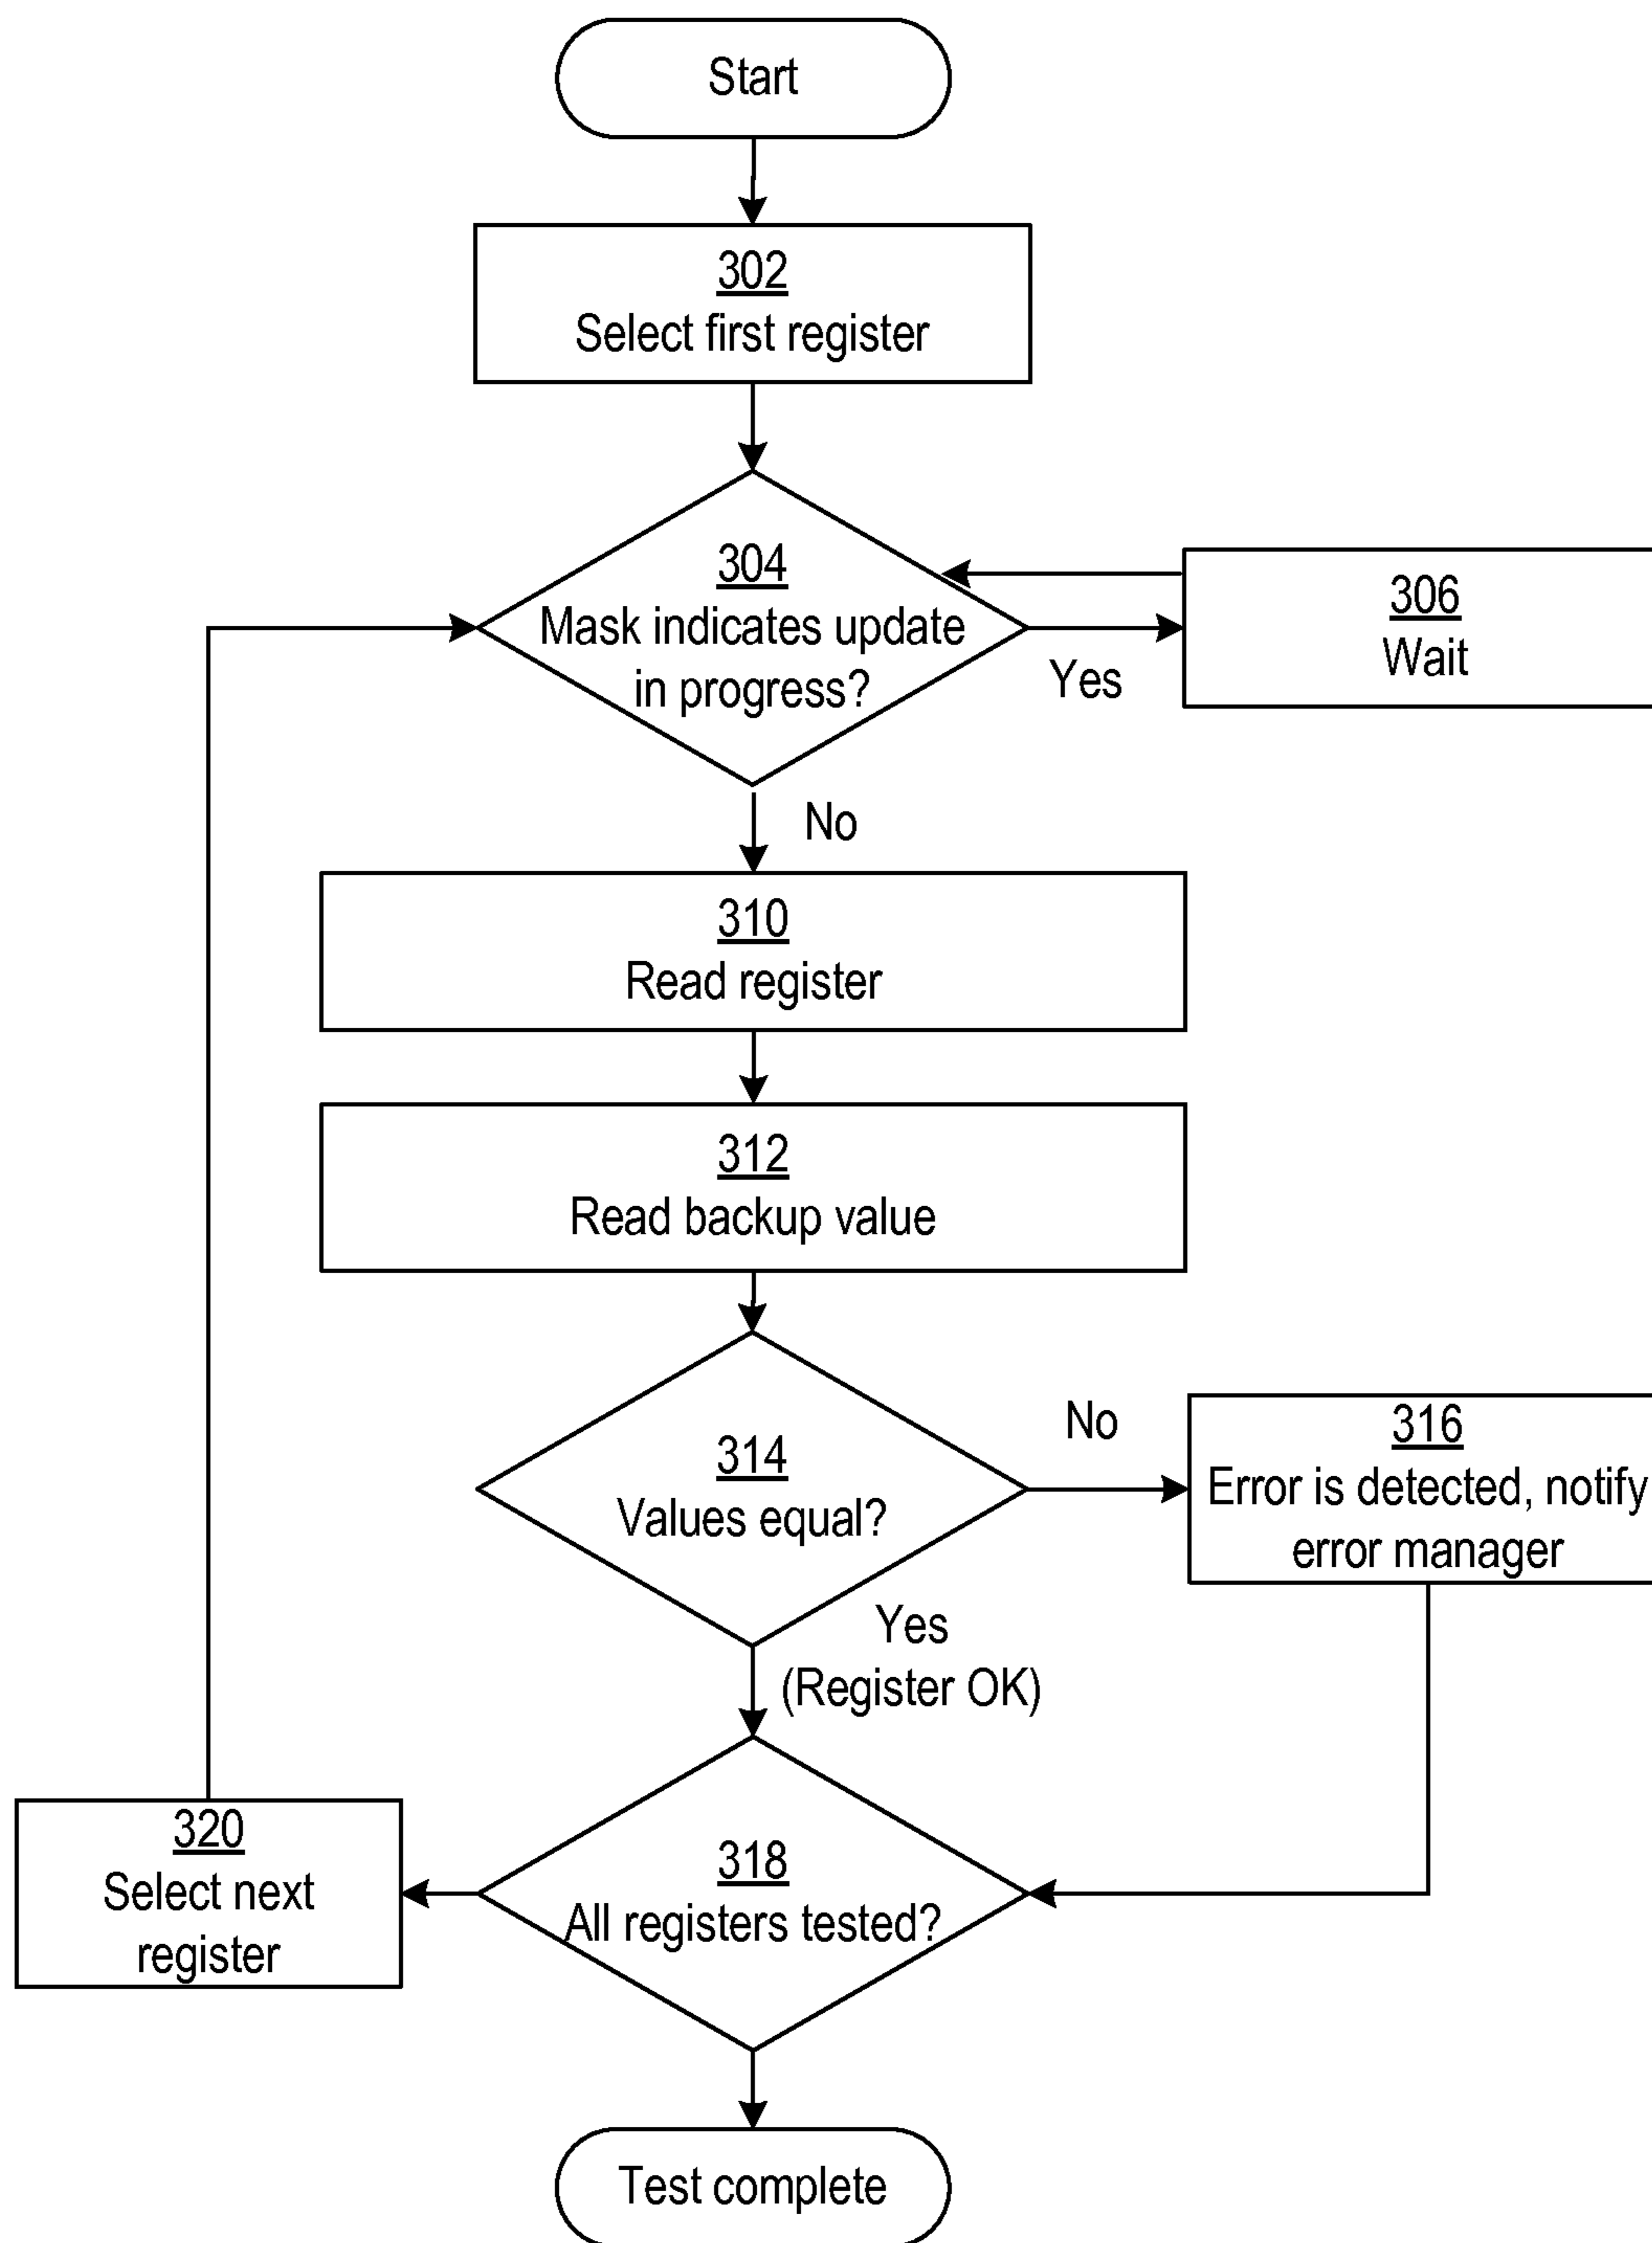 Start
302
Select first register
304
Mask indicates update
in progress?
Yes
306
Wait
No
310
Read register
312
Read backup value
314
Values equal?
No
316
Error is detected, notify
error manager
Yes
(Register OK)
318
All registers tested?
320
Select next
register
Test complete